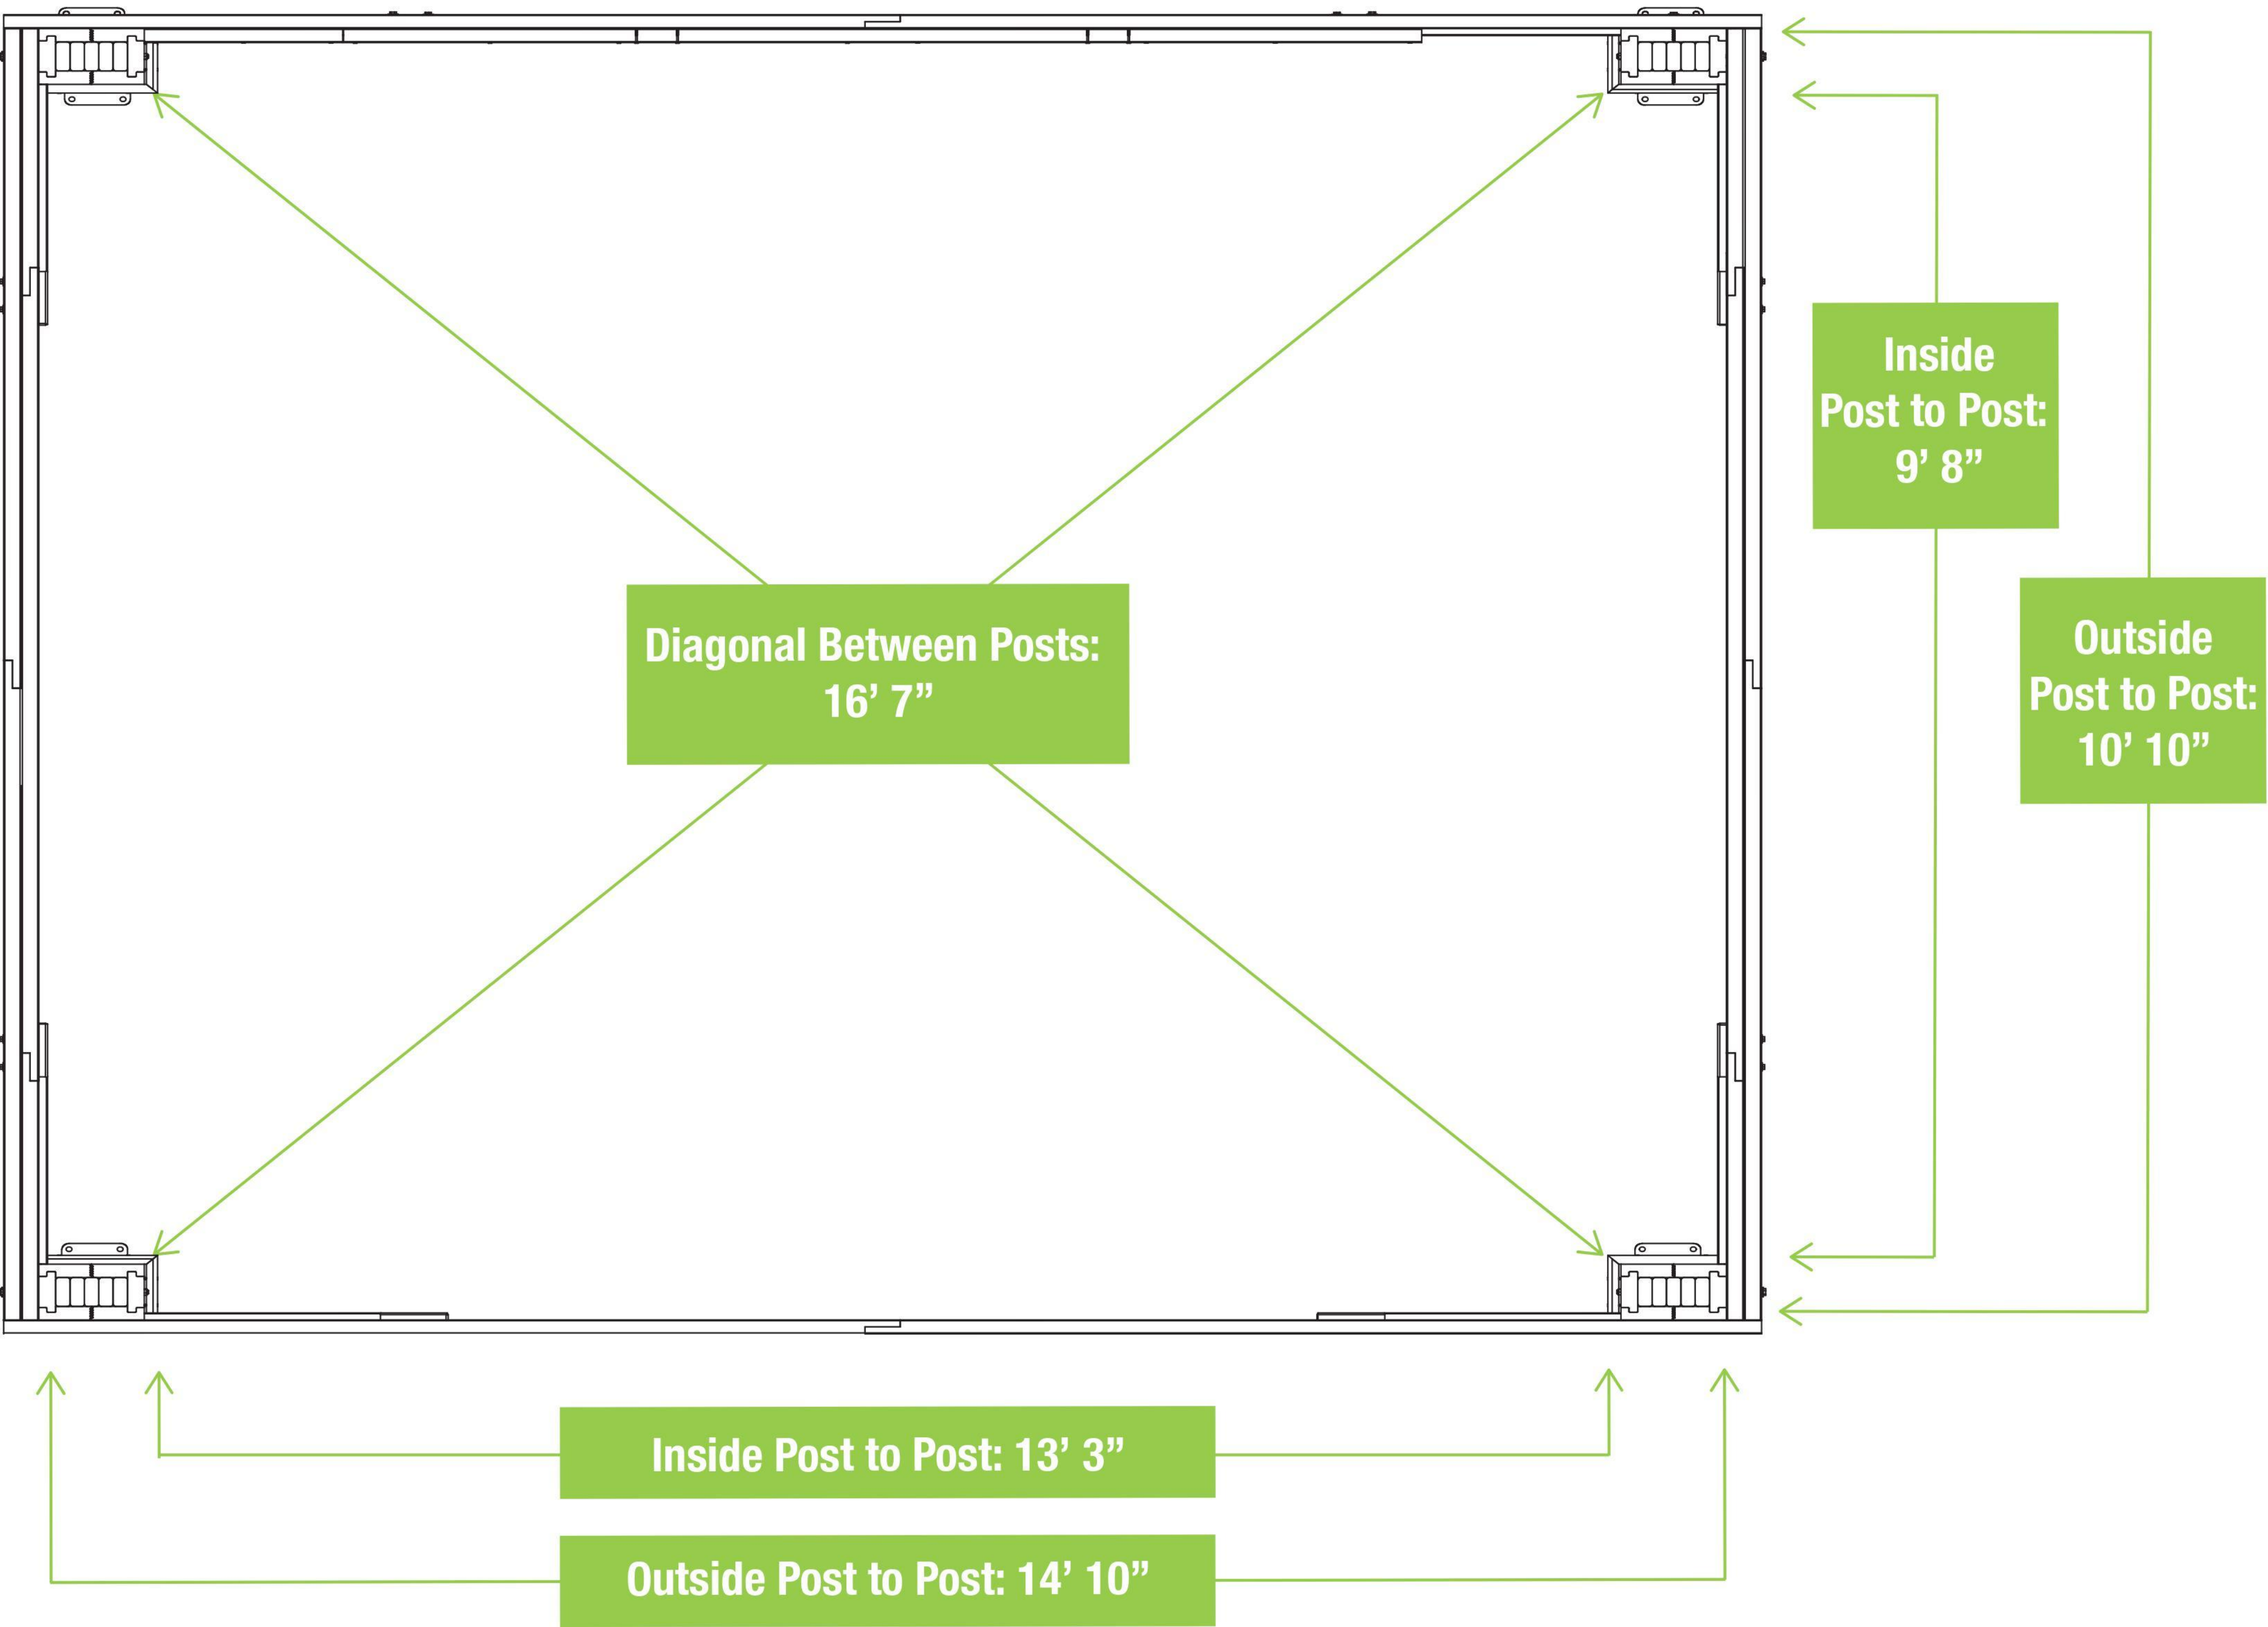 Inside
Post to Post:
9’ 8”
Diagonal Between Posts:
16’ 7”
Outside
Post to Post:
10’ 10”
Inside Post to Post: 13’ 3”
Outside Post to Post: 14’ 10”